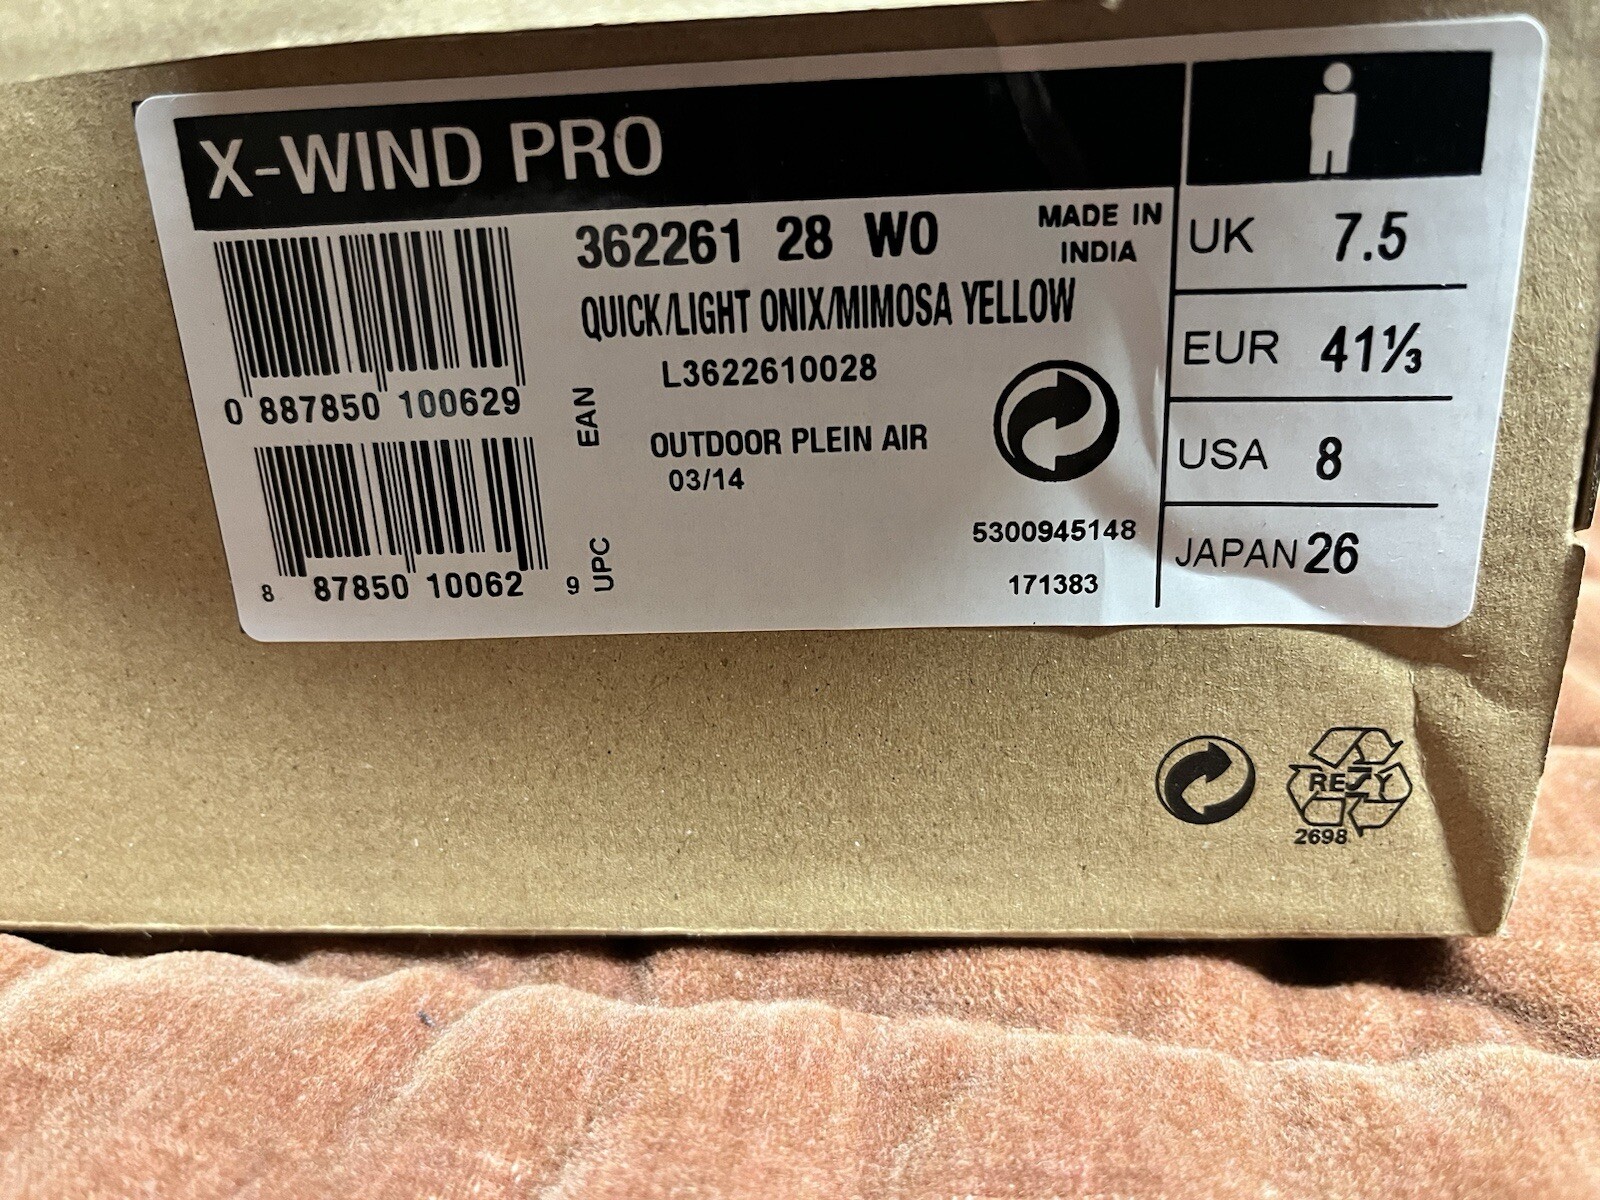 X-WIND PRO
362261 28 W0
MADE IN
INDIA
QUICK/LIGHT ONIX/MIMOSA YELLOW
L3622610028
0 887850 100629
EAN
OUTDOOR PLEIN AIR
03/14
8 87850 10062 9
UPC
5300945148
171383
UK 7.5
EUR 41⅓
USA 8
JAPAN 26
RESY
2698